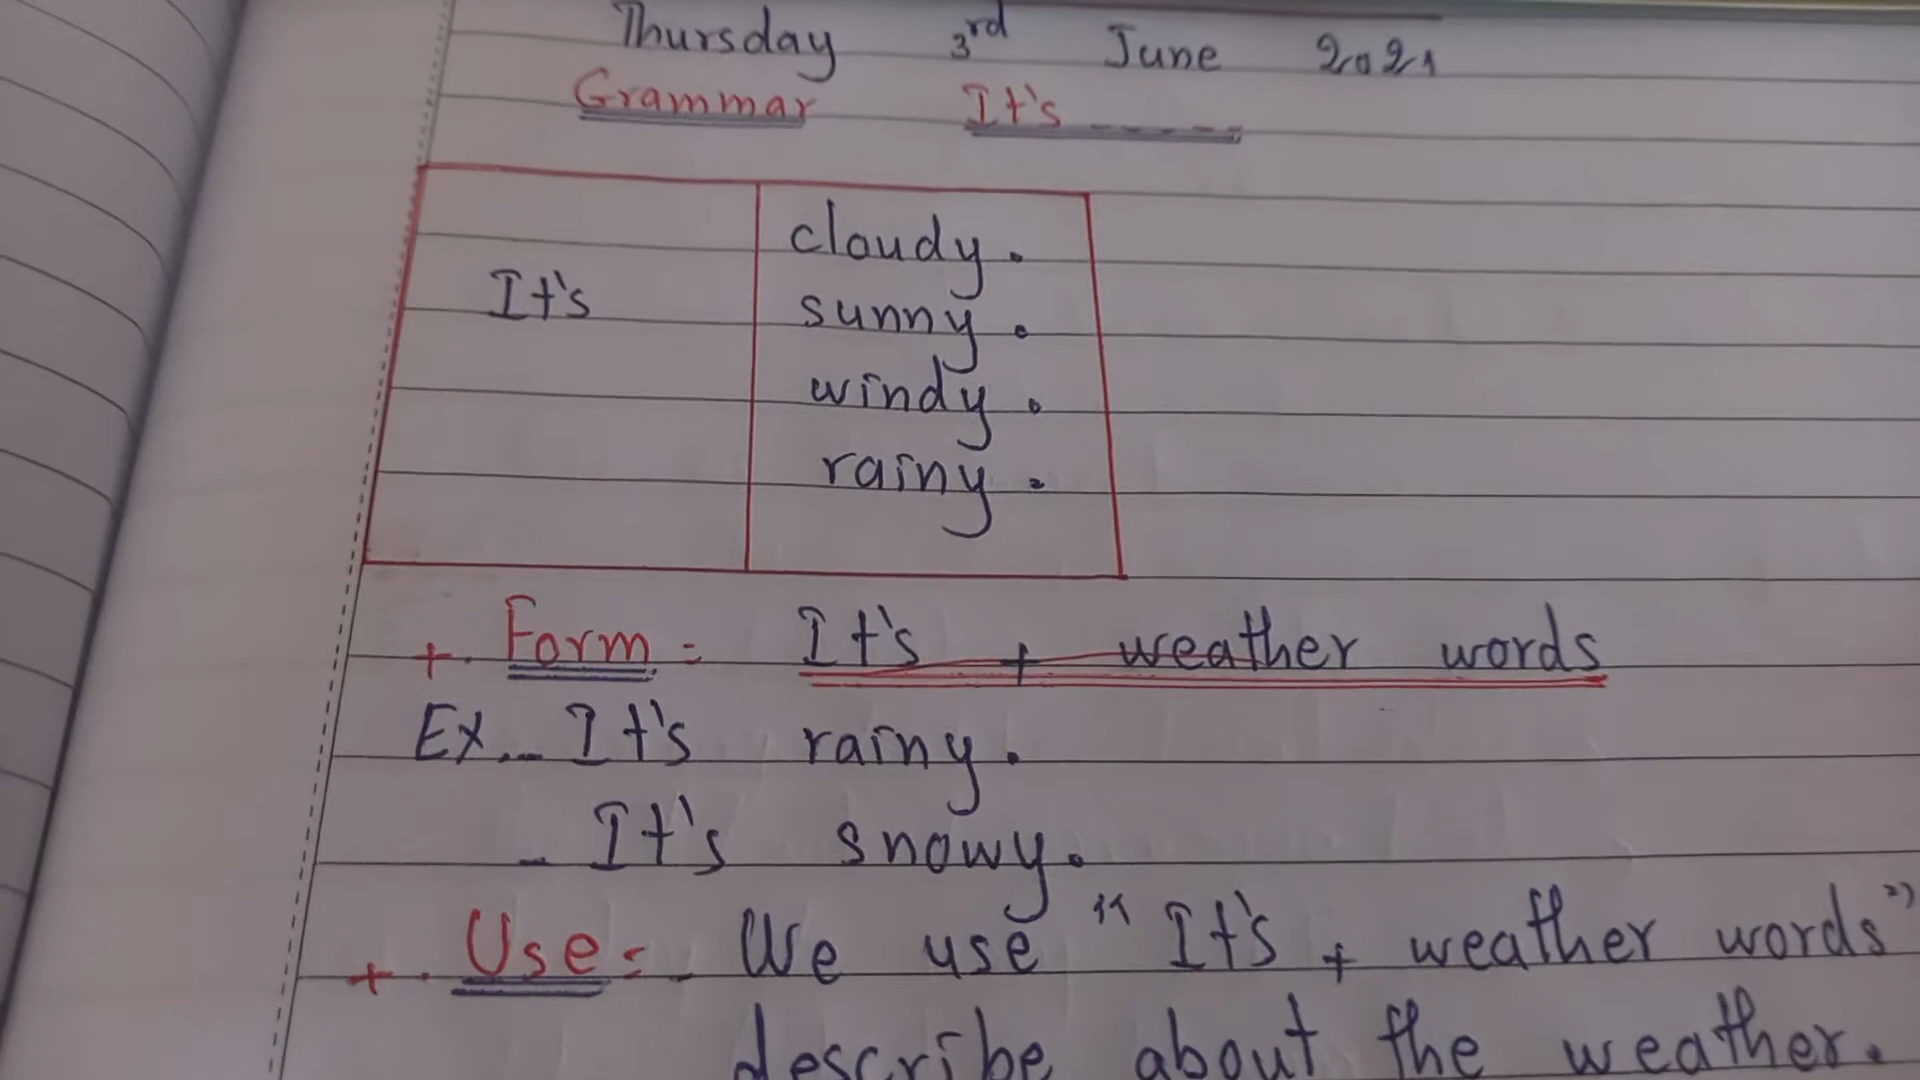 Thursday 3rd June 2021
Grammar It's -----
cloudy.
It's sunny.
windy.
rainy.
+. Form = It's + weather words
Ex.- It's rainy.
- It's snowy.
+. Use = - We use "It's + weather words"
describe about the weather.